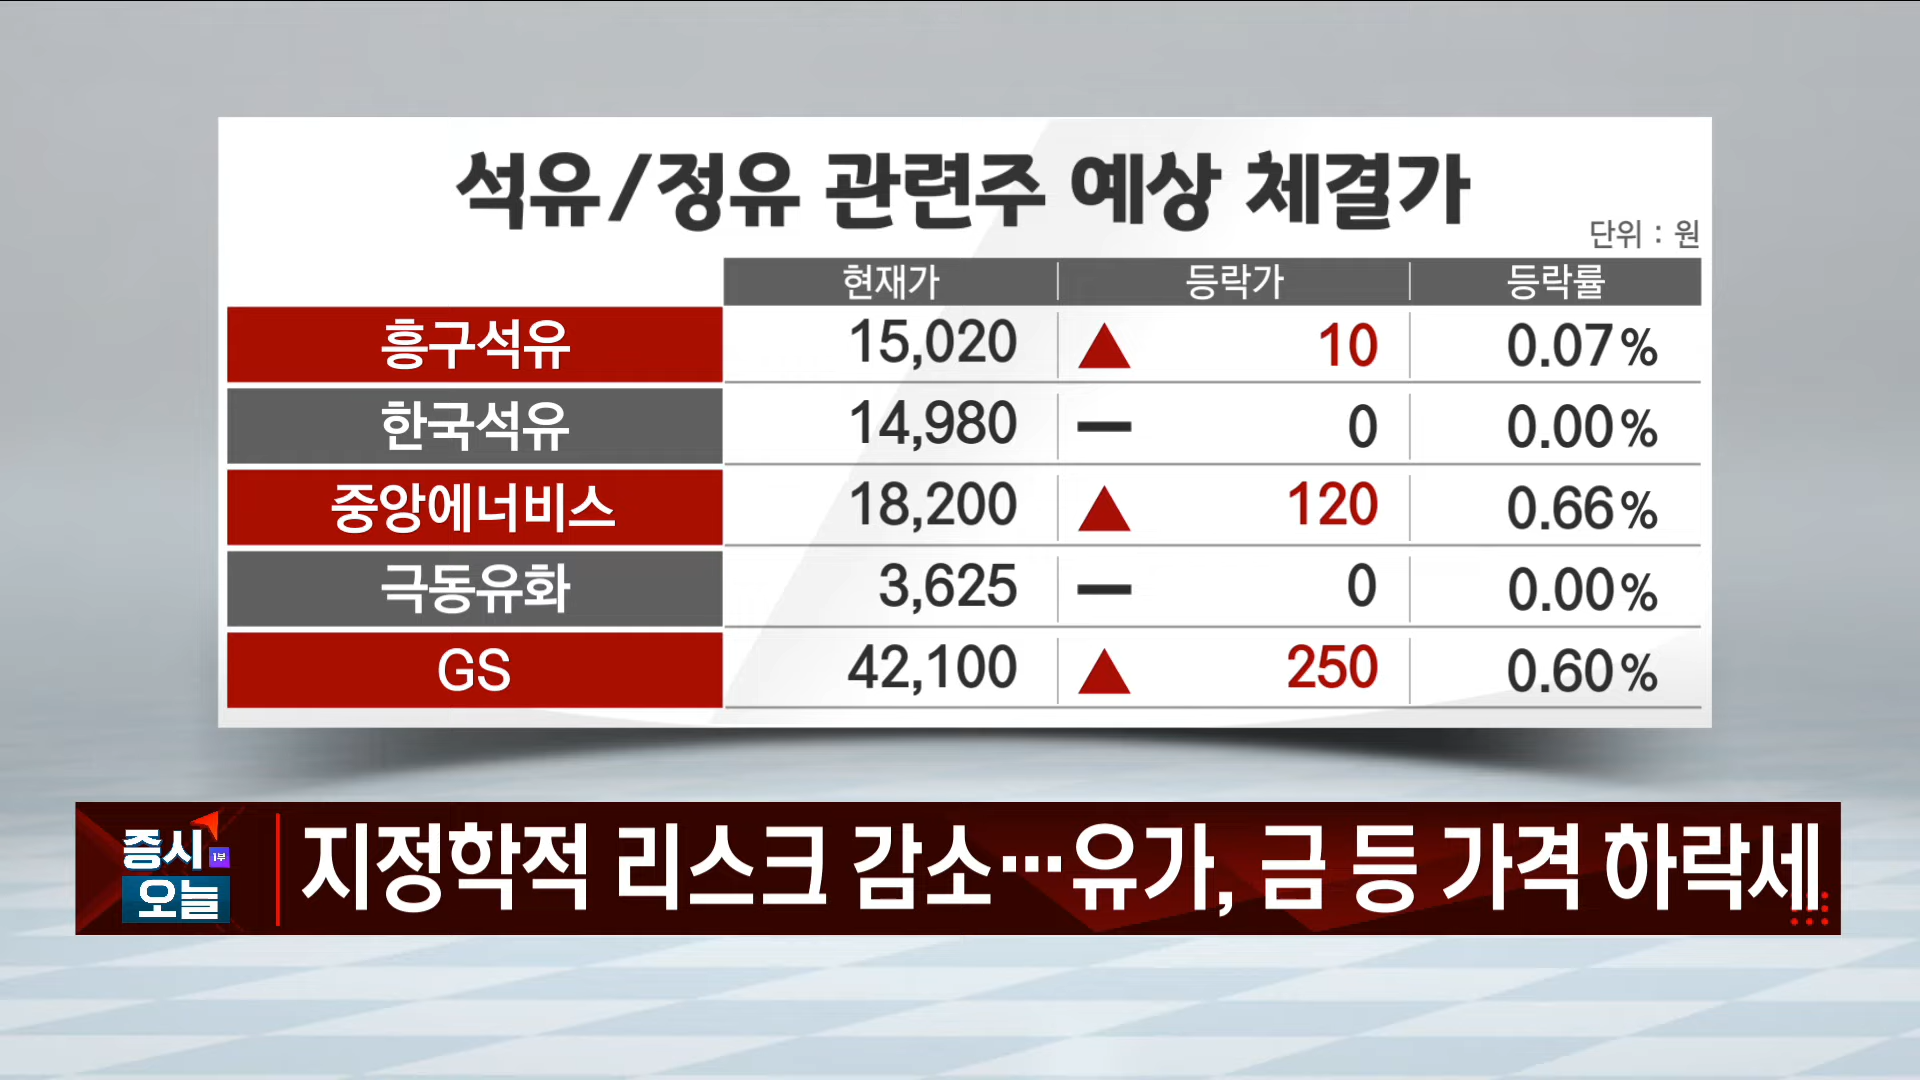 석유/정유 관련주 예상 체결가
단위 : 원
현재가 등락가 등락률
흥구석유 15,020 ▲ 10 0.07%
한국석유 14,980 — 0 0.00%
중앙에너비스 18,200 ▲ 120 0.66%
극동유화 3,625 — 0 0.00%
GS 42,100 ▲ 250 0.60%
증시 1부
오늘
지정학적 리스크 감소…유가, 금 등 가격 하락세